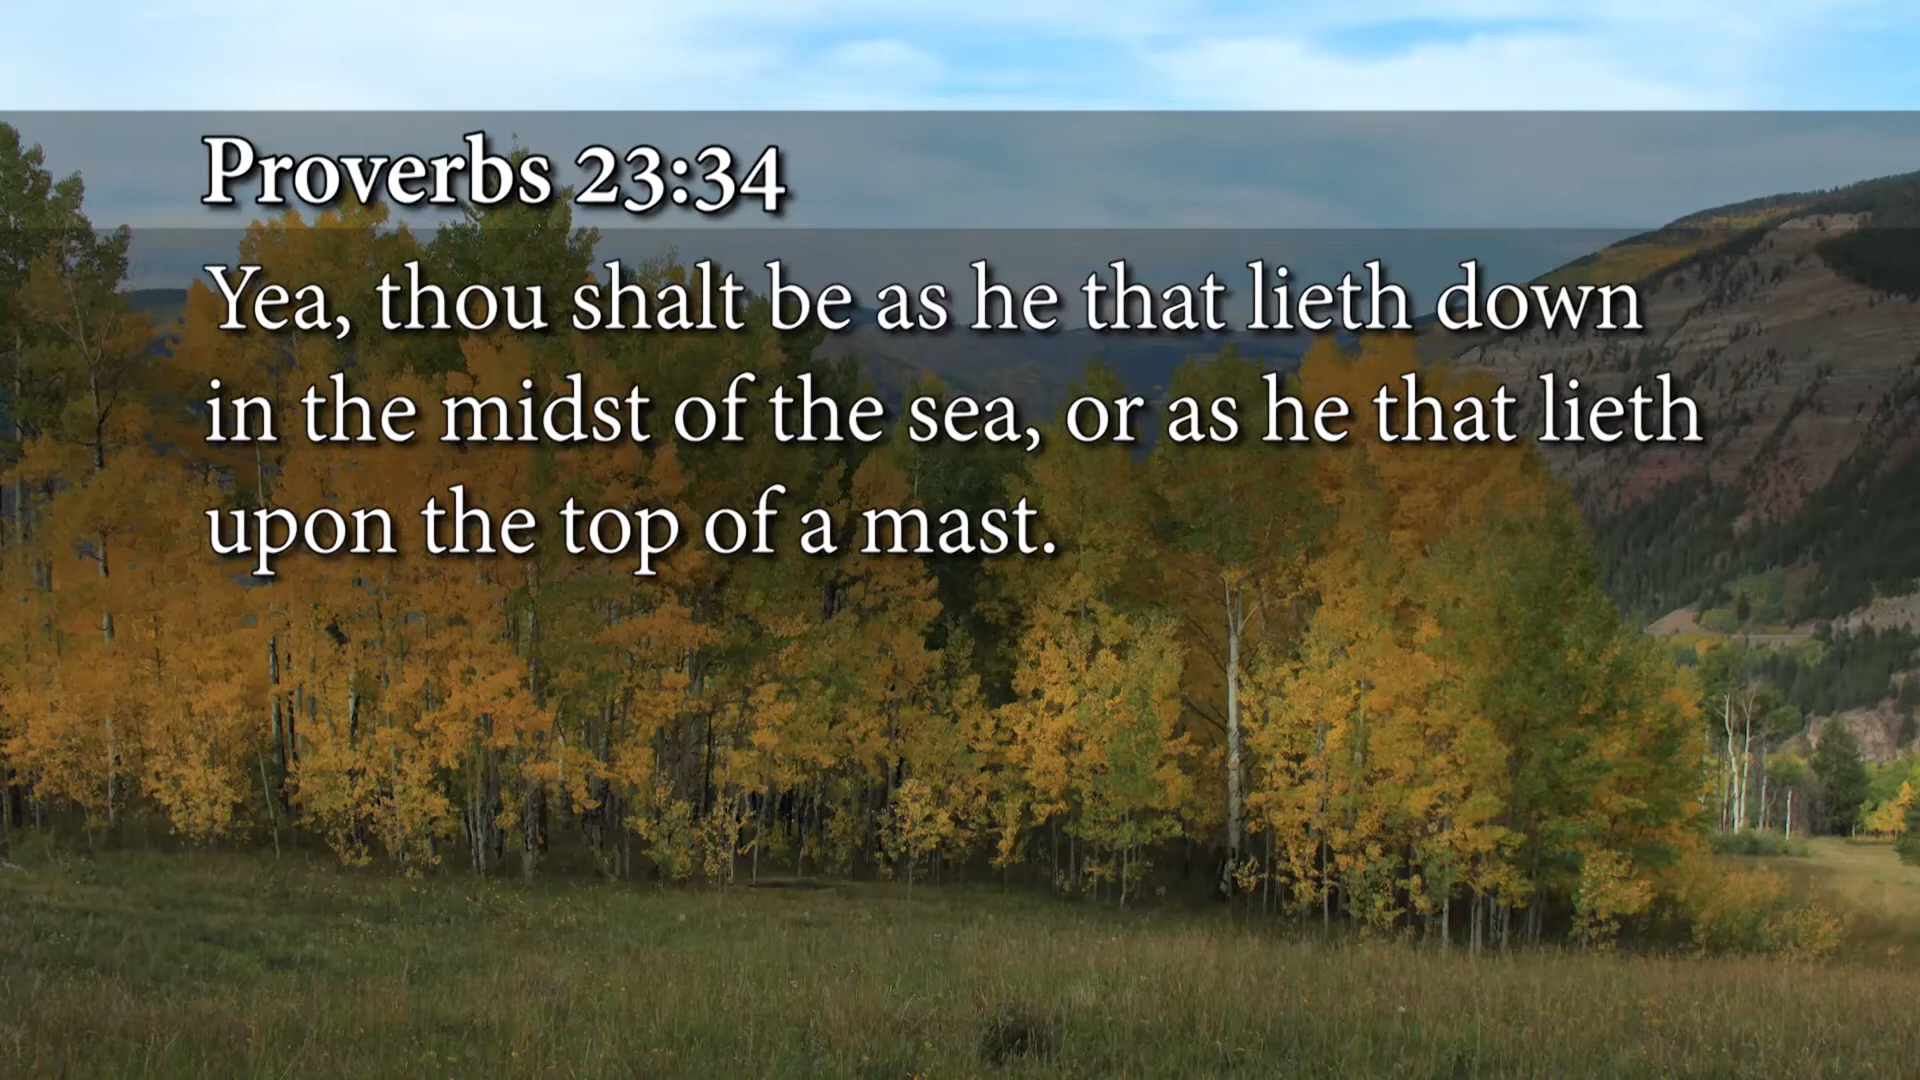 Proverbs 23:34
Yea, thou shalt be as he that lieth down
in the midst of the sea, or as he that lieth
upon the top of a mast.